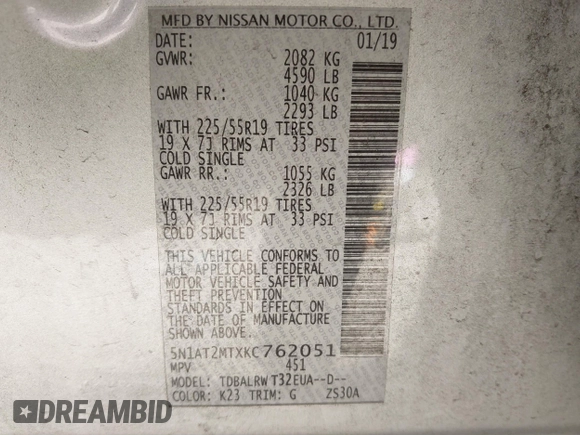 MFD BY NISSAN MOTOR CO., LTD.
DATE: 01/19
GVWR: 2082 KG
4590 LB
GAWR FR.: 1040 KG
2293 LB
WITH 225/55R19 TIRES
19 X 7J RIMS AT 33 PSI
COLD SINGLE
GAWR RR.: 1055 KG
2326 LB
WITH 225/55R19 TIRES
19 X 7J RIMS AT 33 PSI
COLD SINGLE
THIS VEHICLE CONFORMS TO
ALL APPLICABLE FEDERAL
MOTOR VEHICLE SAFETY AND
THEFT PREVENTION
STANDARDS IN EFFECT ON
THE DATE OF MANUFACTURE
SHOWN ABOVE.
5N1AT2MTXKC762051
MPV 451
MODEL: TDBALRW T32EUA--D--
COLOR: K23 TRIM: G ZS30A
DREAMBID